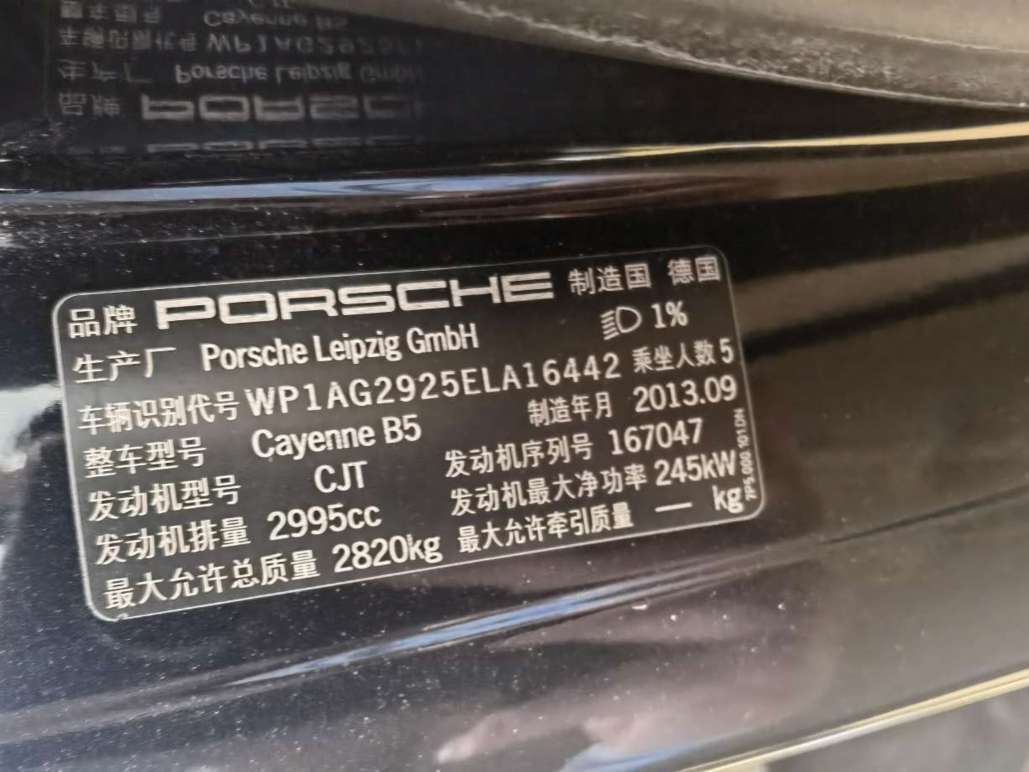 品牌 PORSCHE 制造国 德国
生产厂 Porsche Leipzig GmbH 1%
车辆识别代号 WP1AG2925ELA16442 乘坐人数 5
整车型号 Cayenne B5 制造年月 2013.09
发动机型号 CJT 发动机序列号 167047
发动机排量 2995cc 发动机最大净功率 245kW
最大允许总质量 2820kg 最大允许牵引质量 — kg